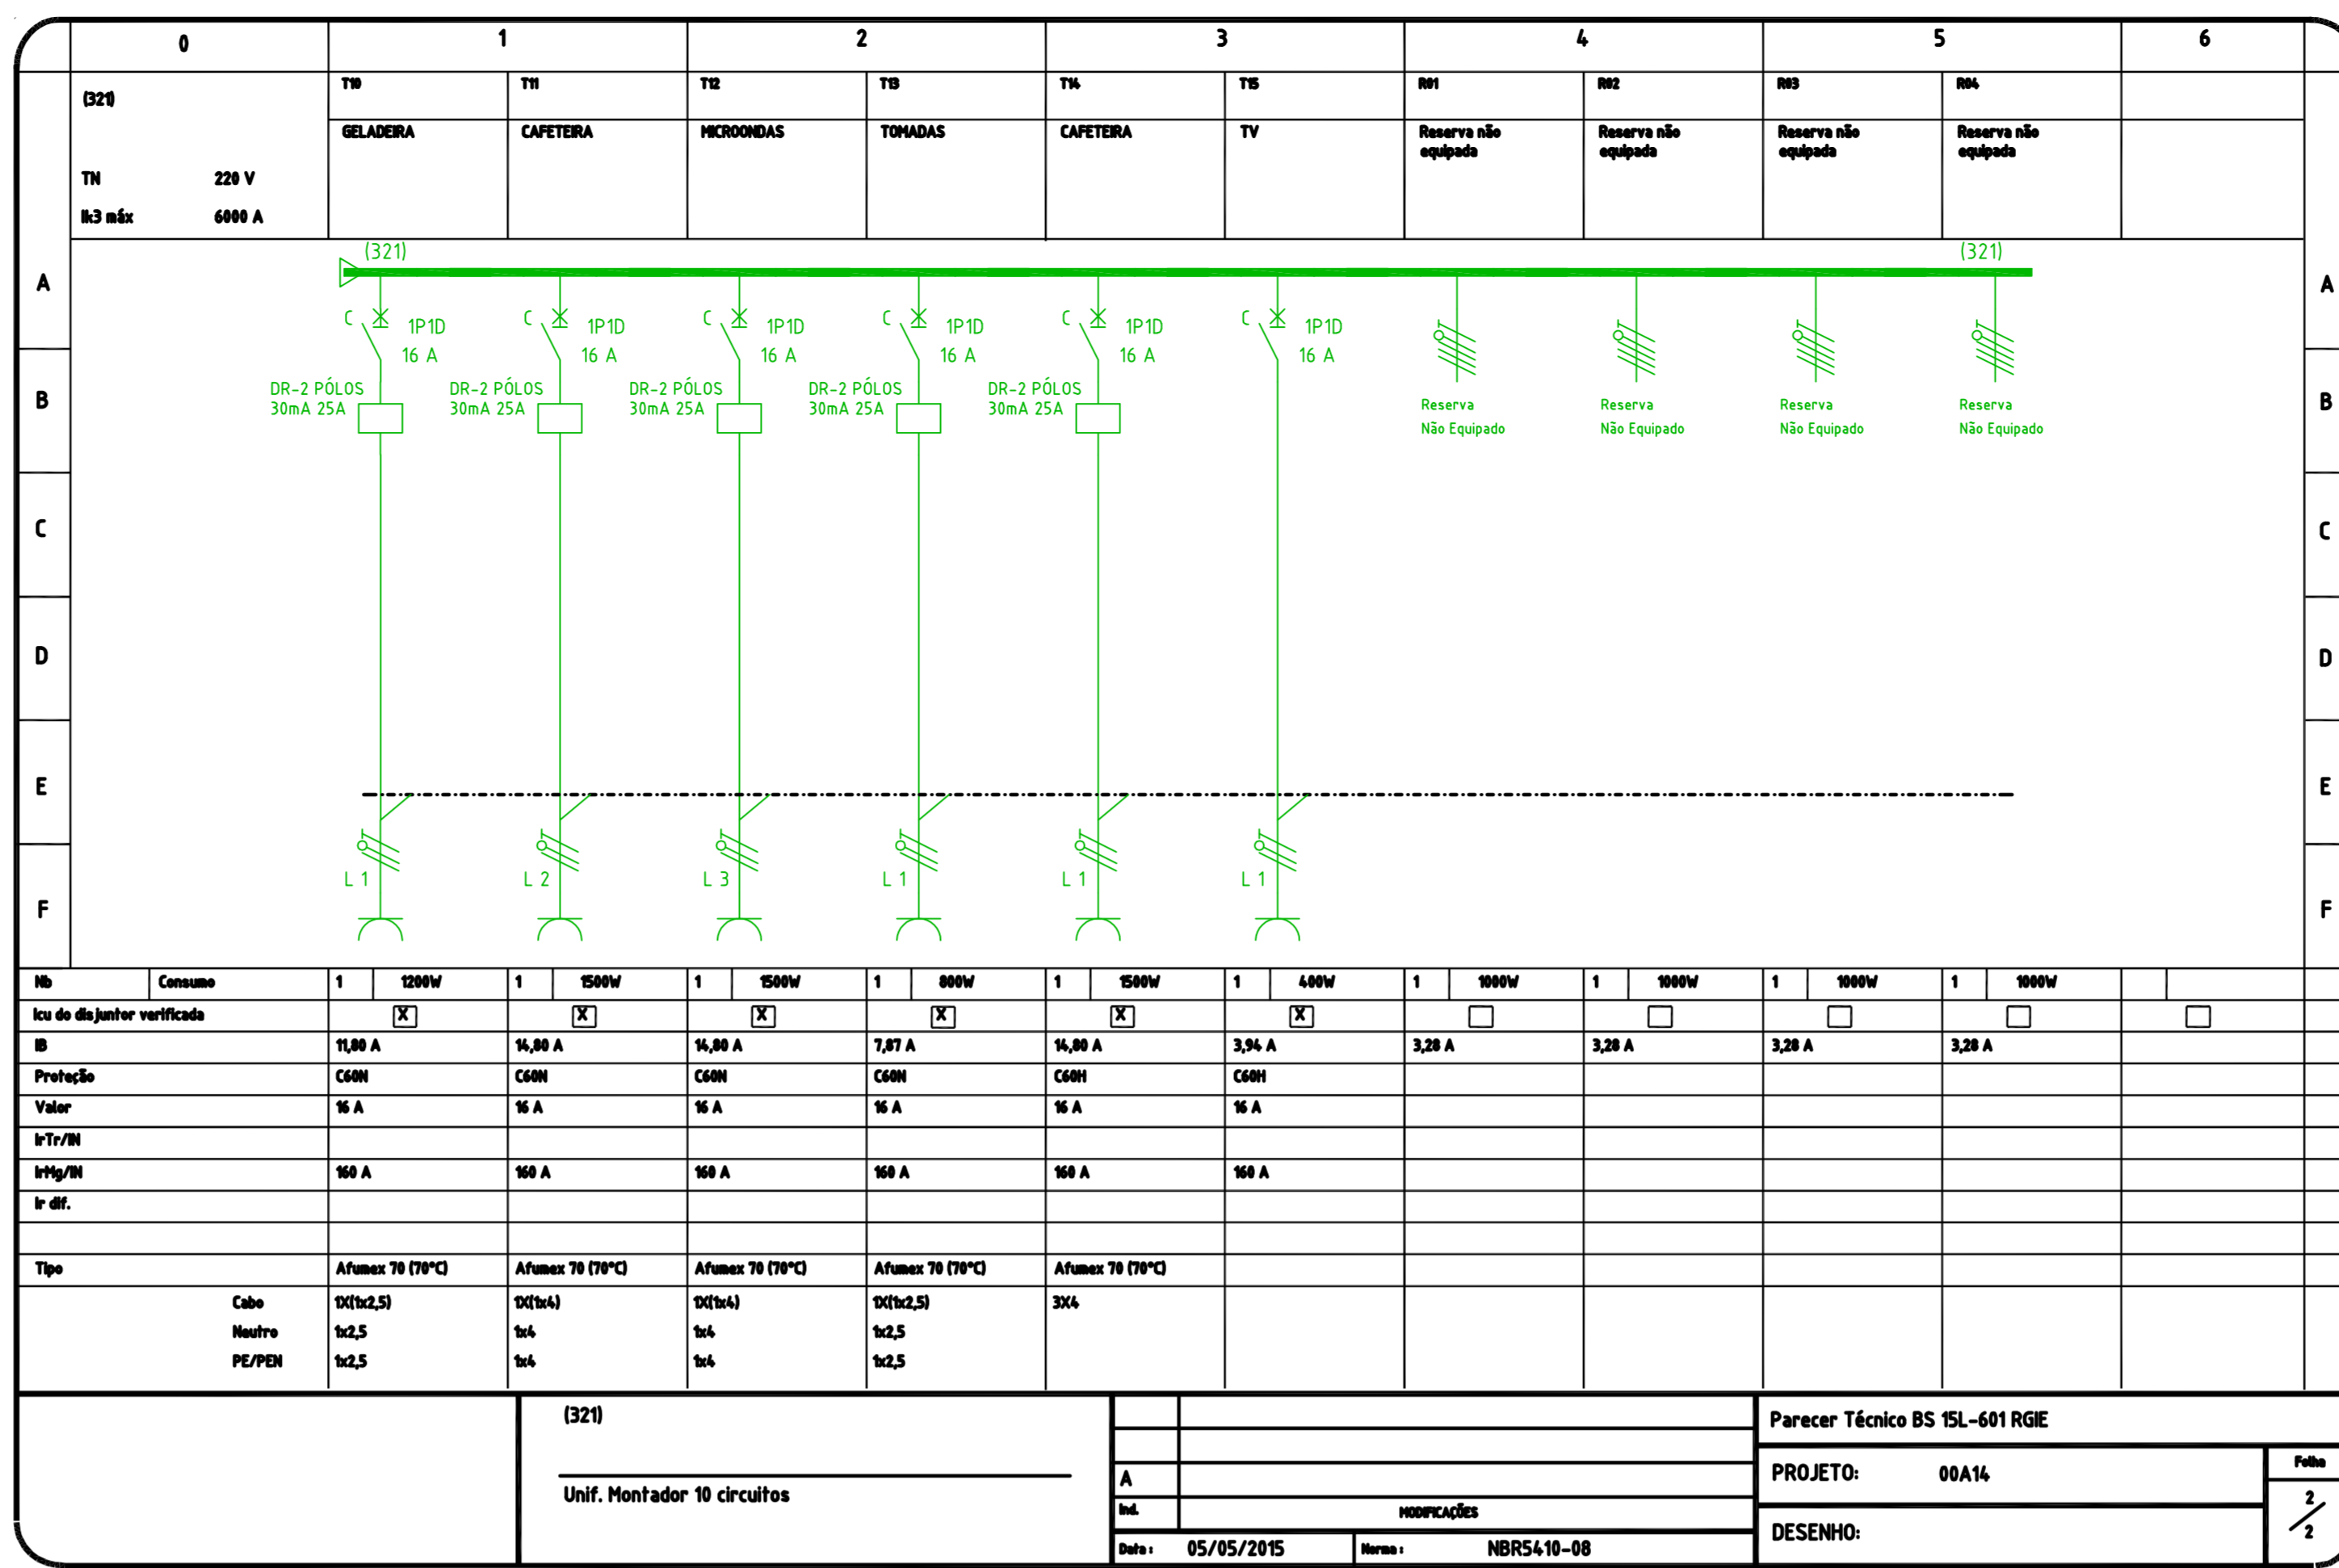 0 1 2 3 4 5 6
(321) T10 T11 T12 T13 T14 T15 R01 R02 R03 R04
GELADEIRA CAFETEIRA MICROONDAS TOMADAS CAFETEIRA TV Reserva não Reserva não Reserva não Reserva não
equipada equipada equipada equipada
TN 220 V
Ik3 máx 6000 A
(321) (321)
A A
C 1P1D C 1P1D C 1P1D C 1P1D C 1P1D C 1P1D
16 A 16 A 16 A 16 A 16 A 16 A
DR-2 PÓLOS DR-2 PÓLOS DR-2 PÓLOS DR-2 PÓLOS DR-2 PÓLOS
B 30mA 25A 30mA 25A 30mA 25A 30mA 25A 30mA 25A Reserva Reserva Reserva Reserva B
Não Equipado Não Equipado Não Equipado Não Equipado
C C
D D
E E
L 1 L 2 L 3 L 1 L 1 L 1
F F
Nb Consumo 1 1200W 1 1500W 1 1500W 1 800W 1 1500W 1 400W 1 1000W 1 1000W 1 1000W 1 1000W
Icu do disjuntor verificada X X X X X X
IB 11,80 A 14,80 A 14,80 A 7,87 A 14,80 A 3,94 A 3,28 A 3,28 A 3,28 A 3,28 A
Proteção C60N C60N C60N C60N C60H C60H
Valor 16 A 16 A 16 A 16 A 16 A 16 A
IrTr/IN
IrMg/IN 160 A 160 A 160 A 160 A 160 A 160 A
Ir dif.
Tipo Afumex 70 (70°C) Afumex 70 (70°C) Afumex 70 (70°C) Afumex 70 (70°C) Afumex 70 (70°C)
Cabo 1X(1x2,5) 1X(1x4) 1X(1x4) 1X(1x2,5) 3X4
Neutro 1x2,5 1x4 1x4 1x2,5
PE/PEN 1x2,5 1x4 1x4 1x2,5
(321)
Unif. Montador 10 circuitos
A
Ind. MODIFICAÇÕES
Data : 05/05/2015 Norma : NBR5410-08
Parecer Técnico BS 15L-601 RGIE
PROJETO: 00A14
DESENHO:
Folha
2
2